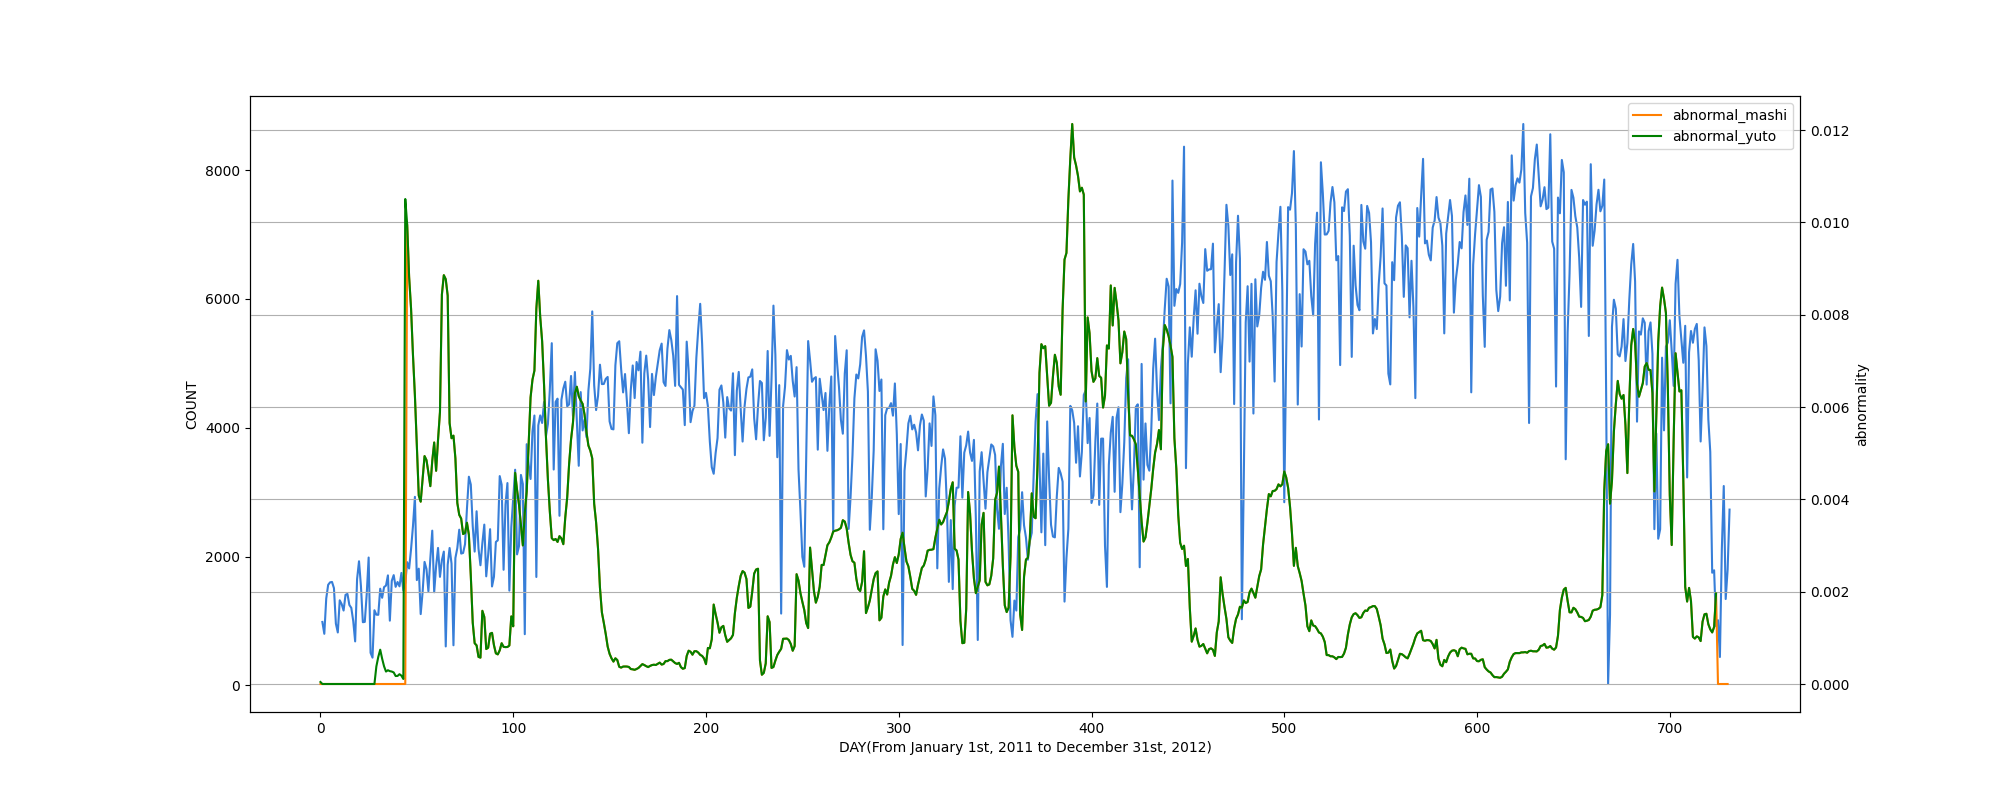 abnormal_mashi
abnormal_yuto
COUNT
8000
6000
4000
2000
0
0.012
0.010
0.008
0.006
0.004
0.002
0.000
abnormality
0 100 200 300 400 500 600 700
DAY(From January 1st, 2011 to December 31st, 2012)